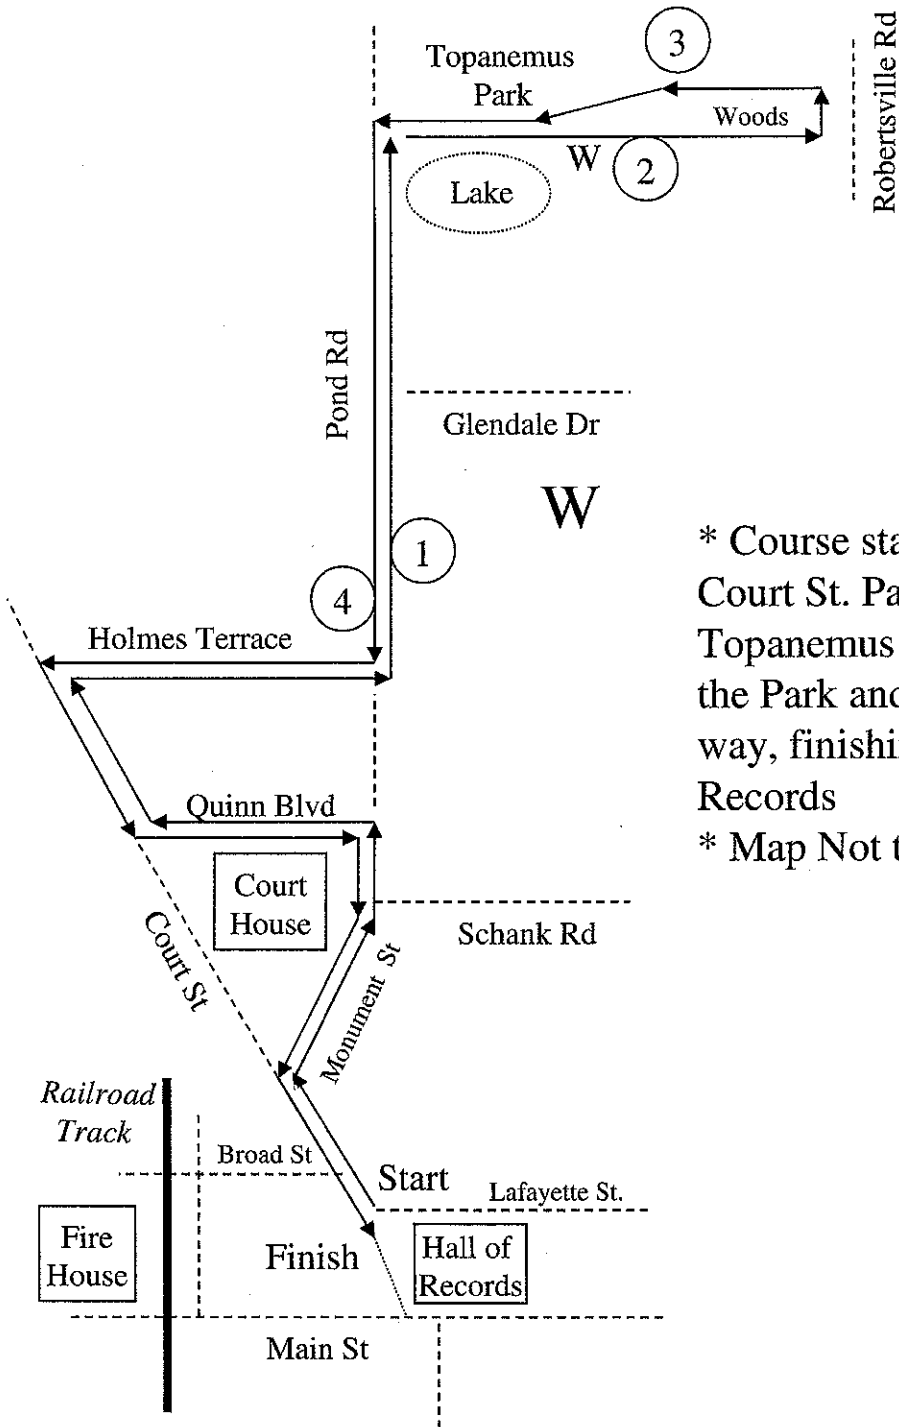 3
Topanemus
Park
Robertsville Rd
Woods
W
2
Lake
Pond Rd
Glendale Dr
W
1
4
* Course sta
Court St. Pa
Topanemus
the Park and
way, finishin
Records
* Map Not t
Holmes Terrace
Quinn Blvd
Court
House
Schank Rd
Court St
Monument St
Railroad
Track
Broad St
Start
Lafayette St.
Fire
House
Finish
Hall of
Records
Main St